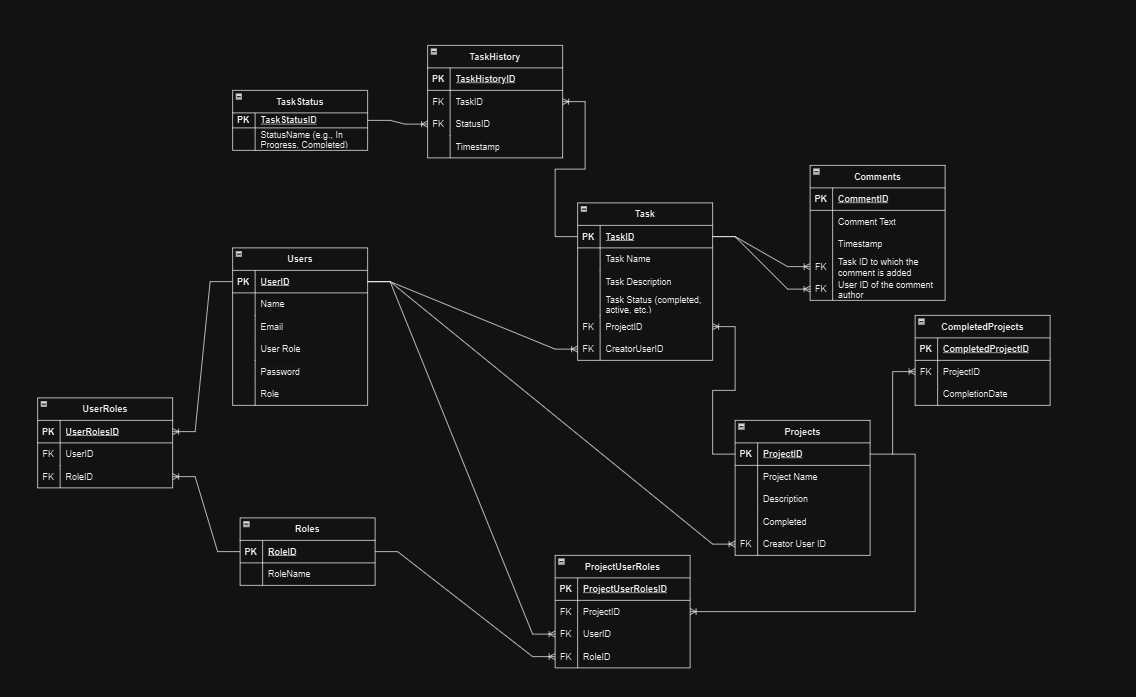 TaskHistory
PK TaskHistoryID
FK TaskID
FK StatusID
Timestamp
TaskStatus
PK TaskStatusID
StatusName (e.g., In
Progress, Completed)
Comments
PK CommentID
Comment Text
Timestamp
FK Task ID to which the
comment is added
FK User ID of the comment
author
Task
PK TaskID
Task Name
Task Description
Task Status (completed,
active, etc.)
FK ProjectID
FK CreatorUserID
Users
PK UserID
Name
Email
User Role
Password
Role
CompletedProjects
PK CompletedProjectID
FK ProjectID
CompletionDate
UserRoles
PK UserRolesID
FK UserID
FK RoleID
Projects
PK ProjectID
Project Name
Description
Completed
FK Creator User ID
Roles
PK RoleID
RoleName
ProjectUserRoles
PK ProjectUserRolesID
FK ProjectID
FK UserID
FK RoleID